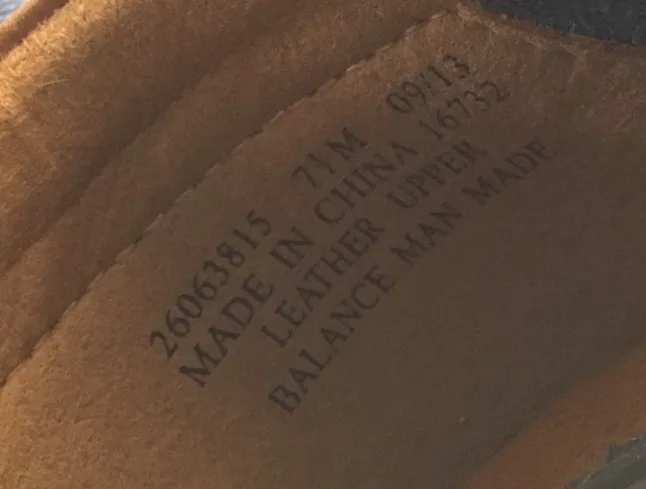 26063815 7½M 09/13
MADE IN CHINA 16732
LEATHER UPPER
BALANCE MAN MADE